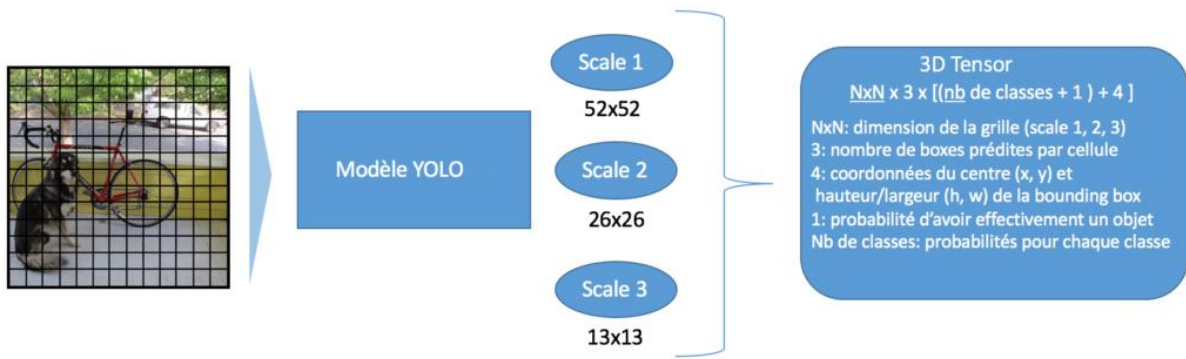 Modèle YOLO
Scale 1
52x52
Scale 2
26x26
Scale 3
13x13
3D Tensor
NxN x 3 x [(nb de classes + 1 ) + 4 ]
NxN: dimension de la grille (scale 1, 2, 3)
3: nombre de boxes prédites par cellule
4: coordonnées du centre (x, y) et
hauteur/largeur (h, w) de la bounding box
1: probabilité d'avoir effectivement un objet
Nb de classes: probabilités pour chaque classe